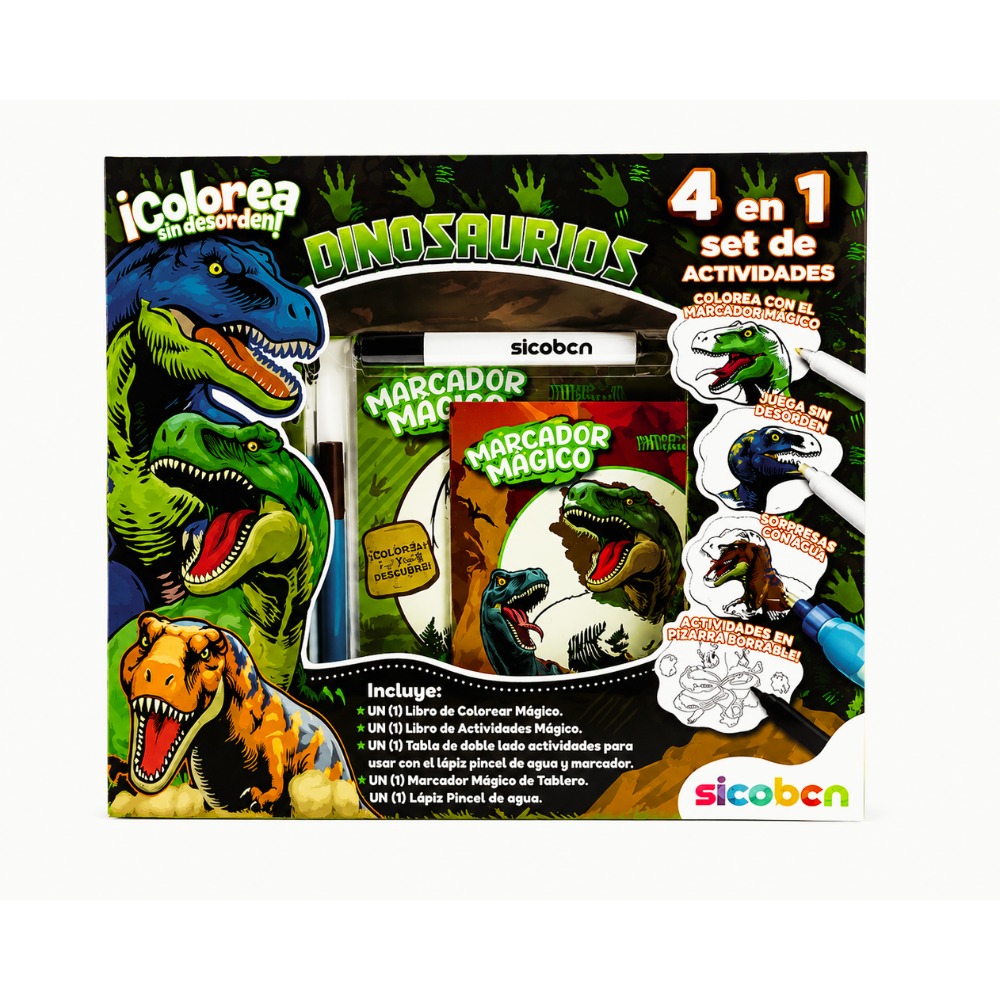 ¡Colorea
sin desorden!
DINOSAURIOS
4 en 1
set de
ACTIVIDADES
COLOREA CON EL
MARCADOR MÁGICO
JUEGA SIN
DESORDEN
SORPRESAS
CON AGUA
ACTIVIDADES EN
PIZARRA BORRABLE!
sicobcn
MARCADOR
MÁGICO
MARCADOR
MÁGICO
¡COLOREA
Y
DESCUBRE!
Incluye:
UN (1) Libro de Colorear Mágico.
UN (1) Libro de Actividades Mágico.
UN (1) Tabla de doble lado actividades para
usar con el lápiz pincel de agua y marcador.
UN (1) Marcador Mágico de Tablero.
UN (1) Lápiz Pincel de agua.
sicobcn